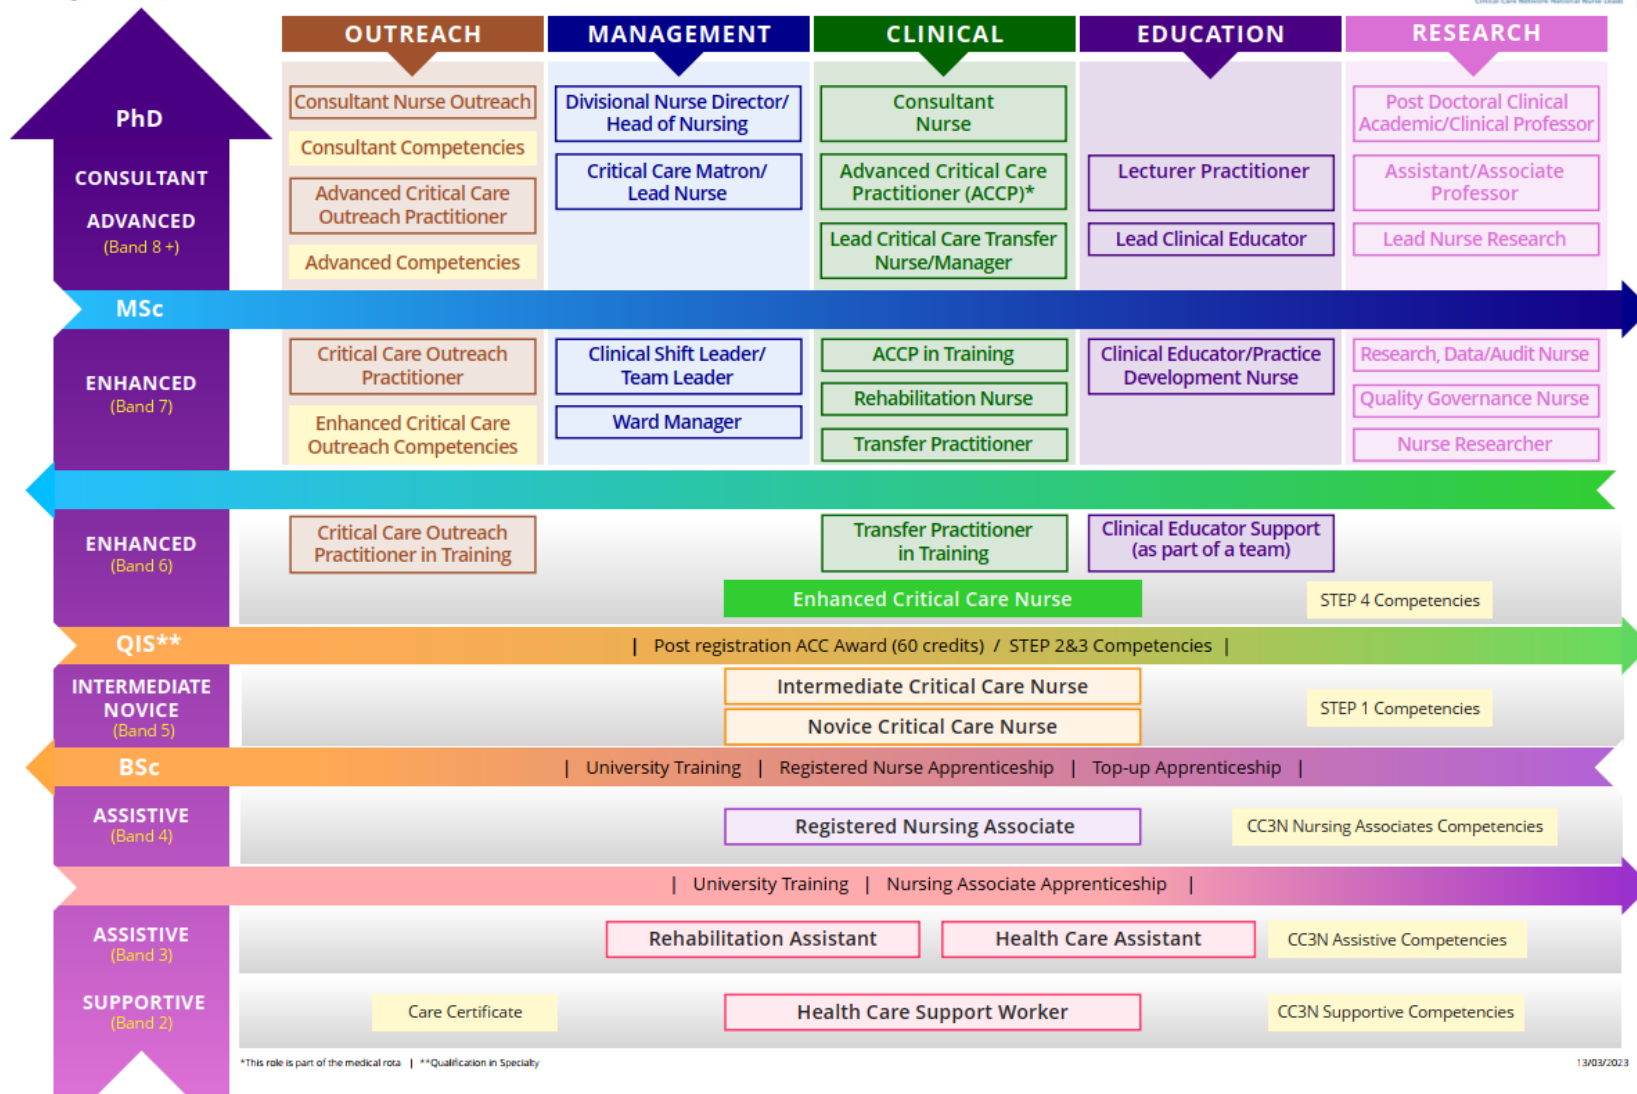 Critical Care Network National Nurse Leads
OUTREACH
MANAGEMENT
CLINICAL
EDUCATION
RESEARCH
PhD
CONSULTANT
ADVANCED
(Band 8 +)
Consultant Nurse Outreach
Consultant Competencies
Advanced Critical Care
Outreach Practitioner
Advanced Competencies
Divisional Nurse Director/
Head of Nursing
Critical Care Matron/
Lead Nurse
Consultant
Nurse
Advanced Critical Care
Practitioner (ACCP)*
Lead Critical Care Transfer
Nurse/Manager
Lecturer Practitioner
Lead Clinical Educator
Post Doctoral Clinical
Academic/Clinical Professor
Assistant/Associate
Professor
Lead Nurse Research
MSc
ENHANCED
(Band 7)
Critical Care Outreach
Practitioner
Enhanced Critical Care
Outreach Competencies
Clinical Shift Leader/
Team Leader
Ward Manager
ACCP in Training
Rehabilitation Nurse
Transfer Practitioner
Clinical Educator/Practice
Development Nurse
Research, Data/Audit Nurse
Quality Governance Nurse
Nurse Researcher
ENHANCED
(Band 6)
Critical Care Outreach
Practitioner in Training
Transfer Practitioner
in Training
Clinical Educator Support
(as part of a team)
Enhanced Critical Care Nurse
STEP 4 Competencies
QIS**
| Post registration ACC Award (60 credits) / STEP 2&3 Competencies |
INTERMEDIATE
NOVICE
(Band 5)
Intermediate Critical Care Nurse
Novice Critical Care Nurse
STEP 1 Competencies
BSc
| University Training | Registered Nurse Apprenticeship | Top-up Apprenticeship |
ASSISTIVE
(Band 4)
Registered Nursing Associate
CC3N Nursing Associates Competencies
| University Training | Nursing Associate Apprenticeship |
ASSISTIVE
(Band 3)
Rehabilitation Assistant
Health Care Assistant
CC3N Assistive Competencies
SUPPORTIVE
(Band 2)
Care Certificate
Health Care Support Worker
CC3N Supportive Competencies
*This role is part of the medical rota | **Qualification in Specialty
13/03/2023